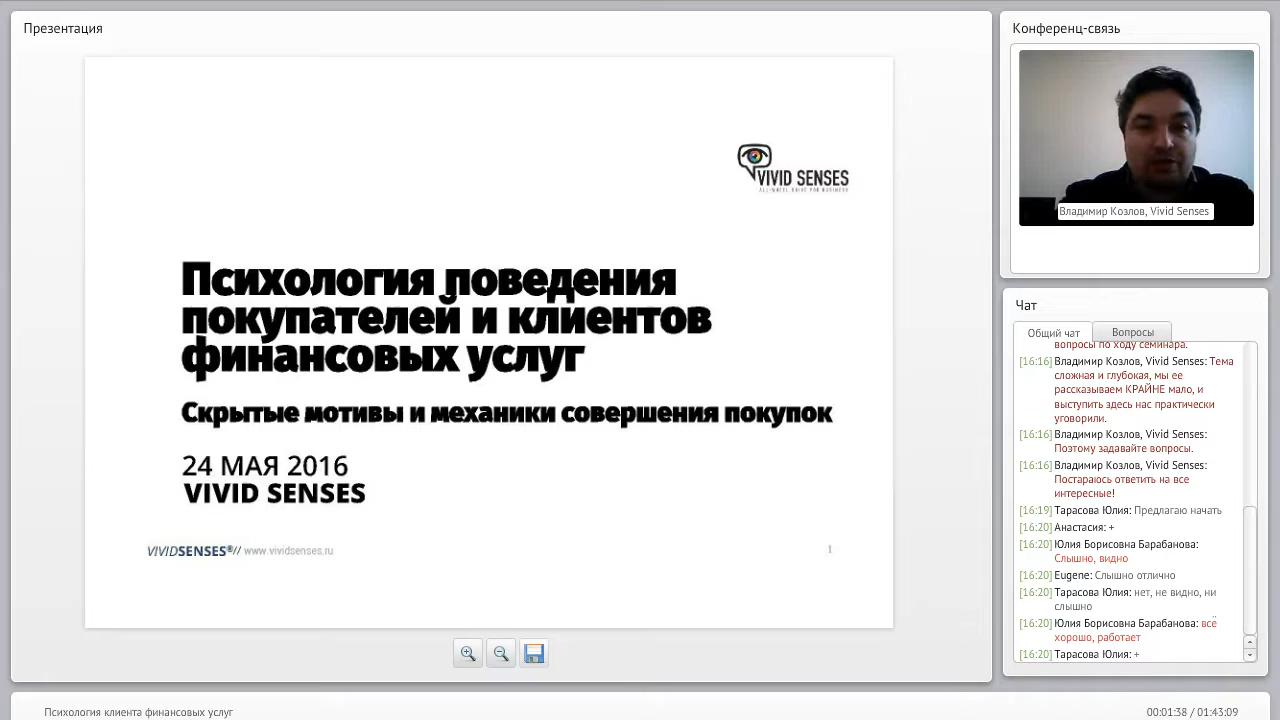 Презентация
VIVID SENSES
ALL-WHEEL DRIVE FOR BUSINESS
Психология поведения
покупателей и клиентов
финансовых услуг
Скрытые мотивы и механики совершения покупок
24 МАЯ 2016
VIVID SENSES
VIVIDSENSES®// www.vividsenses.ru
1
Конференц-связь
Владимир Козлов, Vivid Senses
Чат
Общий чат
Вопросы
вопросы по ходу семинара.
[16:16] Владимир Козлов, Vivid Senses: Тема
сложная и глубокая, мы ее
рассказываем КРАЙНЕ мало, и
выступить здесь нас практически
уговорили.
[16:16] Владимир Козлов, Vivid Senses:
Поэтому задавайте вопросы.
[16:16] Владимир Козлов, Vivid Senses:
Постараюсь ответить на все
интересные!
[16:19] Тарасова Юлия: Предлагаю начать
[16:20] Анастасия: +
[16:20] Юлия Борисовна Барабанова:
Слышно, видно
[16:20] Eugene: Слышно отлично
[16:20] Тарасова Юлия: нет, не видно, ни
слышно
[16:20] Юлия Борисовна Барабанова: всё
хорошо, работает
[16:20] Тарасова Юлия: +
Психология клиента финансовых услуг
00:01:38 / 01:43:09